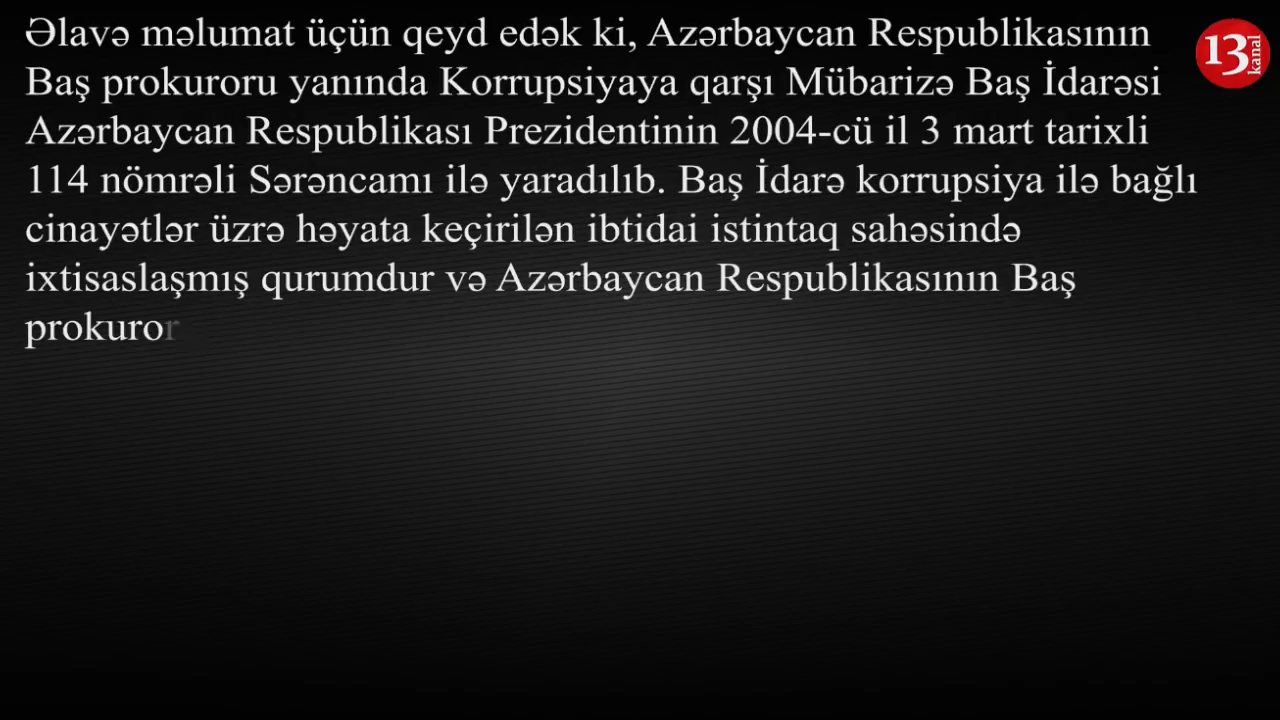 Əlavə məlumat üçün qeyd edək ki, Azərbaycan Respublikasının
Baş prokuroru yanında Korrupsiyaya qarşı Mübarizə Baş İdarəsi
Azərbaycan Respublikası Prezidentinin 2004-cü il 3 mart tarixli
114 nömrəli Sərəncamı ilə yaradılıb. Baş İdarə korrupsiya ilə bağlı
cinayətlər üzrə həyata keçirilən ibtidai istintaq sahəsində
ixtisaslaşmış qurumdur və Azərbaycan Respublikasının Baş
prokuror
13 kanal